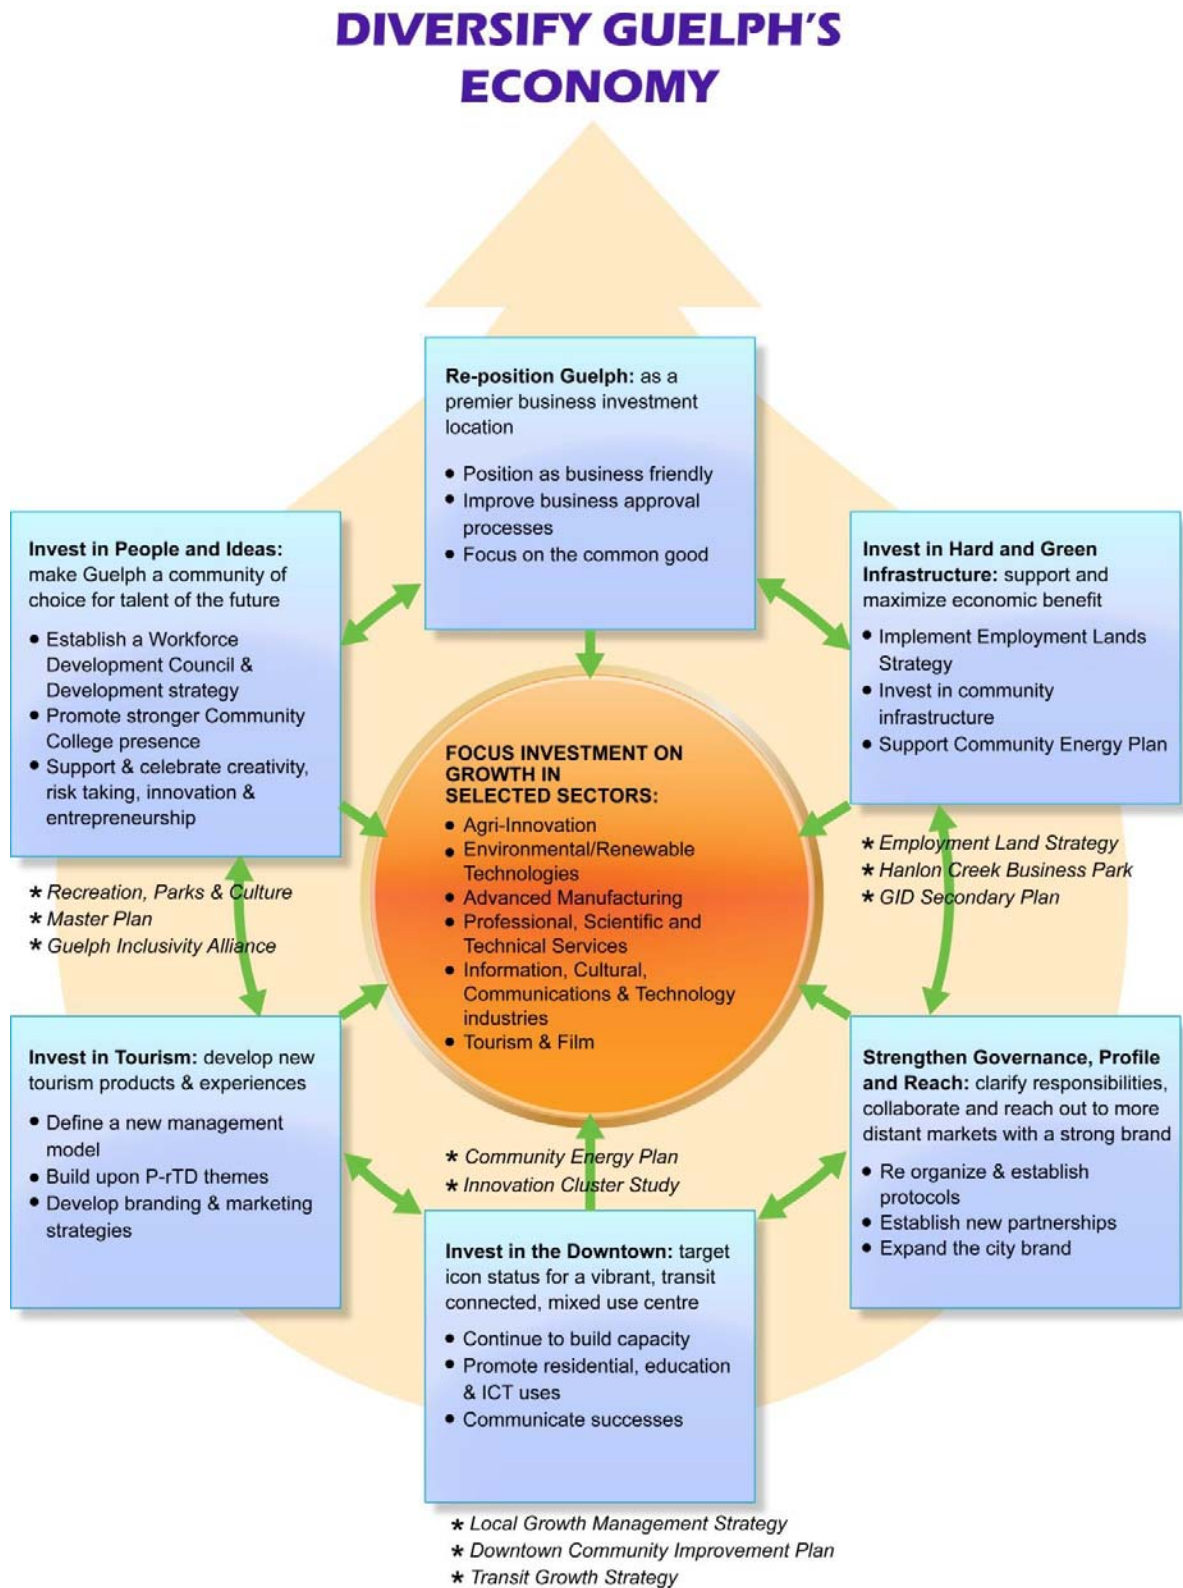 DIVERSIFY GUELPH'S
ECONOMY
Re-position Guelph: as a
premier business investment
location
• Position as business friendly
• Improve business approval
processes
• Focus on the common good
Invest in People and Ideas:
make Guelph a community of
choice for talent of the future
• Establish a Workforce
Development Council &
Development strategy
• Promote stronger Community
College presence
• Support & celebrate creativity,
risk taking, innovation &
entrepreneurship
* Recreation, Parks & Culture
* Master Plan
* Guelph Inclusivity Alliance
Invest in Hard and Green
Infrastructure: support and
maximize economic benefit
• Implement Employment Lands
Strategy
• Invest in community
infrastructure
• Support Community Energy Plan
* Employment Land Strategy
* Hanlon Creek Business Park
* GID Secondary Plan
FOCUS INVESTMENT ON
GROWTH IN
SELECTED SECTORS:
• Agri-Innovation
• Environmental/Renewable
Technologies
• Advanced Manufacturing
• Professional, Scientific and
Technical Services
• Information, Cultural,
Communications & Technology
industries
• Tourism & Film
* Community Energy Plan
* Innovation Cluster Study
Invest in Tourism: develop new
tourism products & experiences
• Define a new management
model
• Build upon P-rTD themes
• Develop branding & marketing
strategies
Strengthen Governance, Profile
and Reach: clarify responsibilities,
collaborate and reach out to more
distant markets with a strong brand
• Re organize & establish
protocols
• Establish new partnerships
• Expand the city brand
Invest in the Downtown: target
icon status for a vibrant, transit
connected, mixed use centre
• Continue to build capacity
• Promote residential, education
& ICT uses
• Communicate successes
* Local Growth Management Strategy
* Downtown Community Improvement Plan
* Transit Growth Strategy